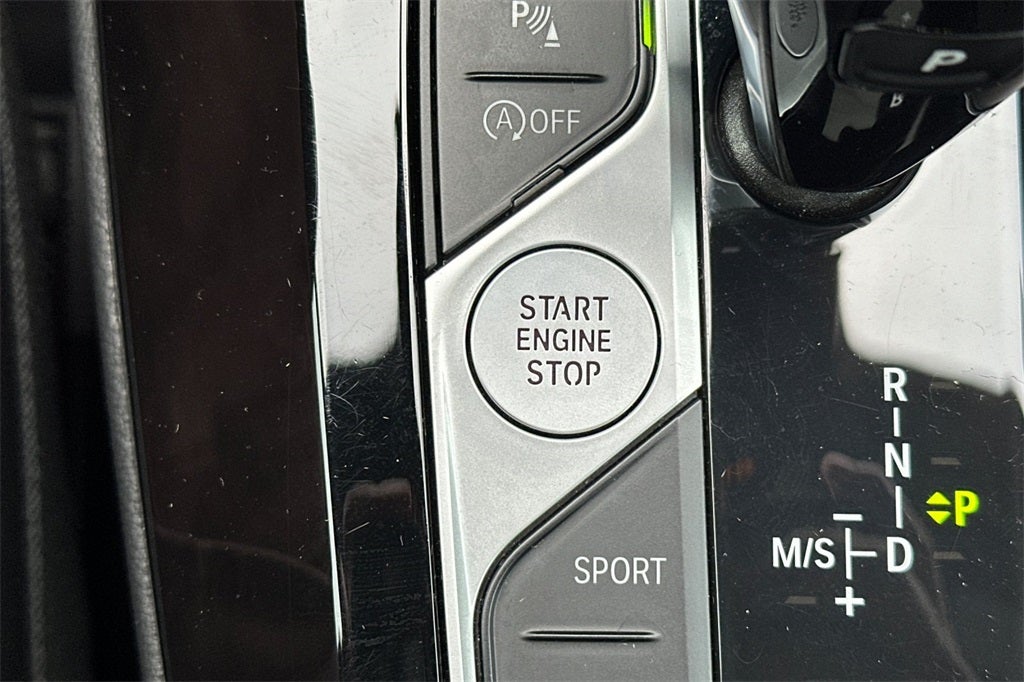 P
A OFF
P
START
ENGINE
STOP
R
N
P
M/S D
–
+
SPORT